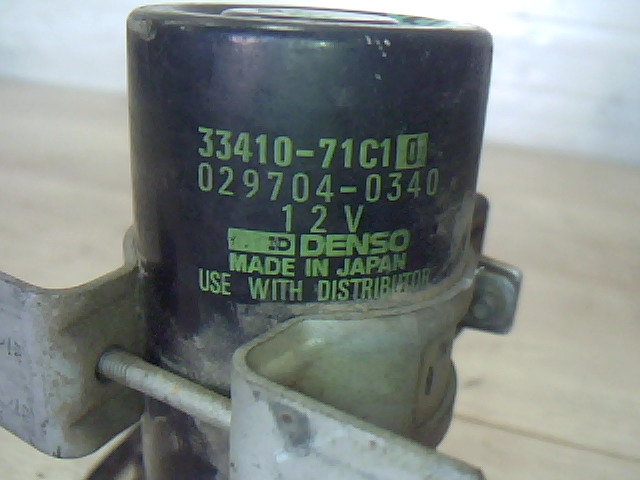 33410-71C10
029704-0340
12V
DENSO
MADE IN JAPAN
USE WITH DISTRIBUTOR